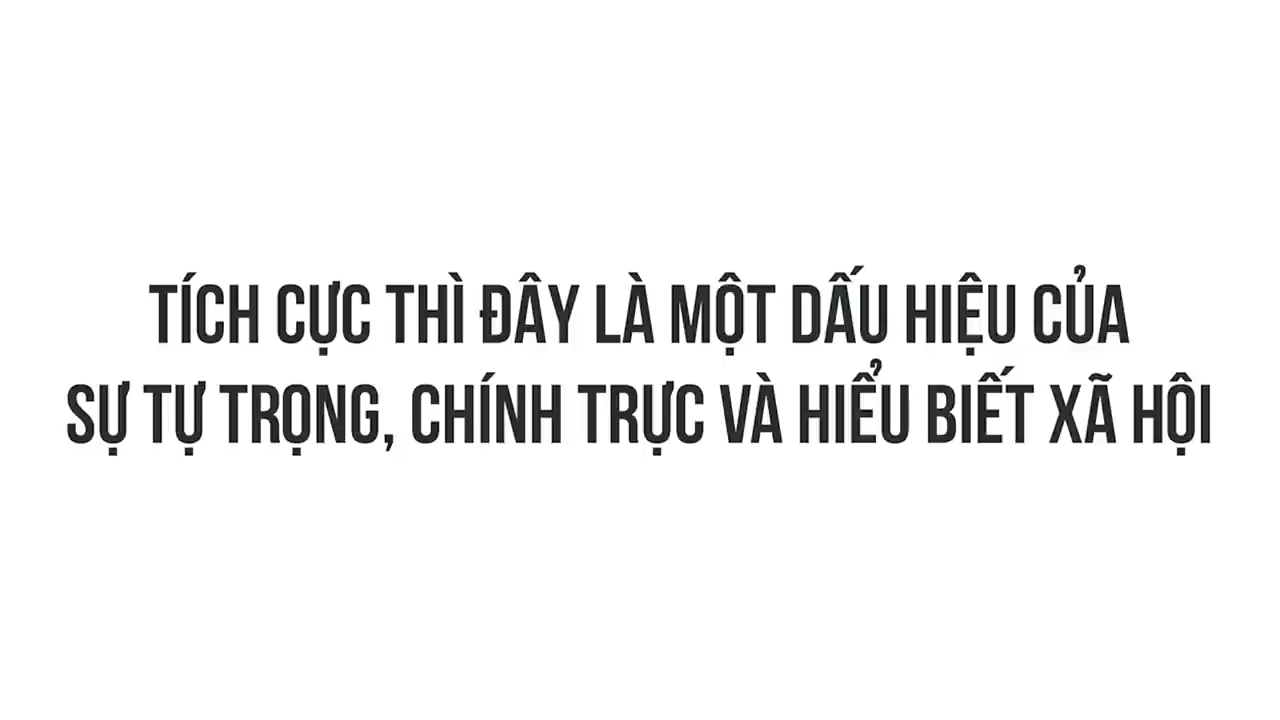 TÍCH CỰC THÌ ĐÂY LÀ MỘT DẤU HIỆU CỦA
SỰ TỰ TRỌNG, CHÍNH TRỰC VÀ HIỂU BIẾT XÃ HỘI